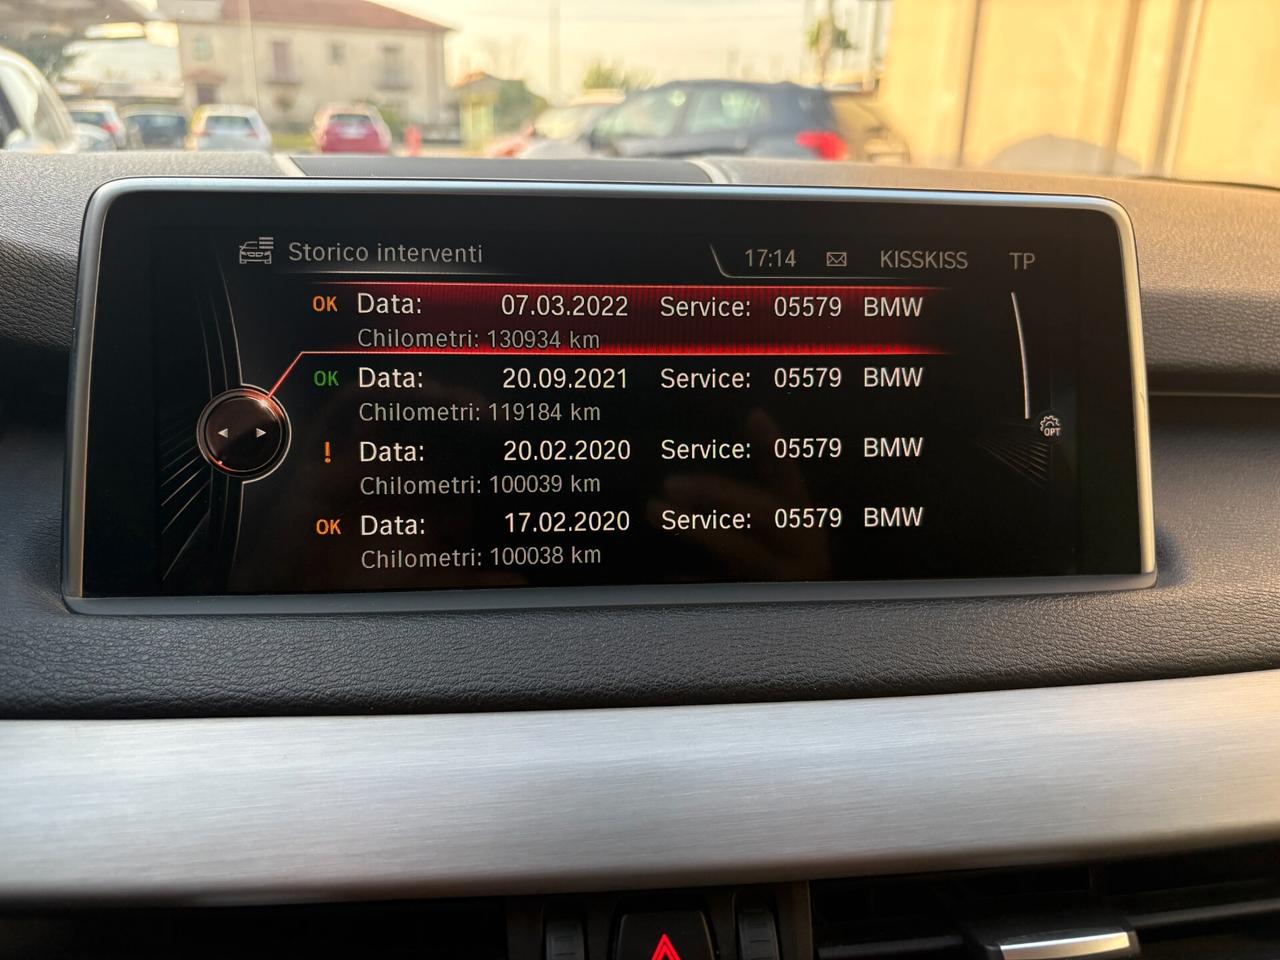 Storico interventi 17:14 KISSKISS TP
OK Data: 07.03.2022 Service: 05579 BMW
Chilometri: 130934 km
OK Data: 20.09.2021 Service: 05579 BMW
Chilometri: 119184 km
! Data: 20.02.2020 Service: 05579 BMW
Chilometri: 100039 km
OK Data: 17.02.2020 Service: 05579 BMW
Chilometri: 100038 km
OPT